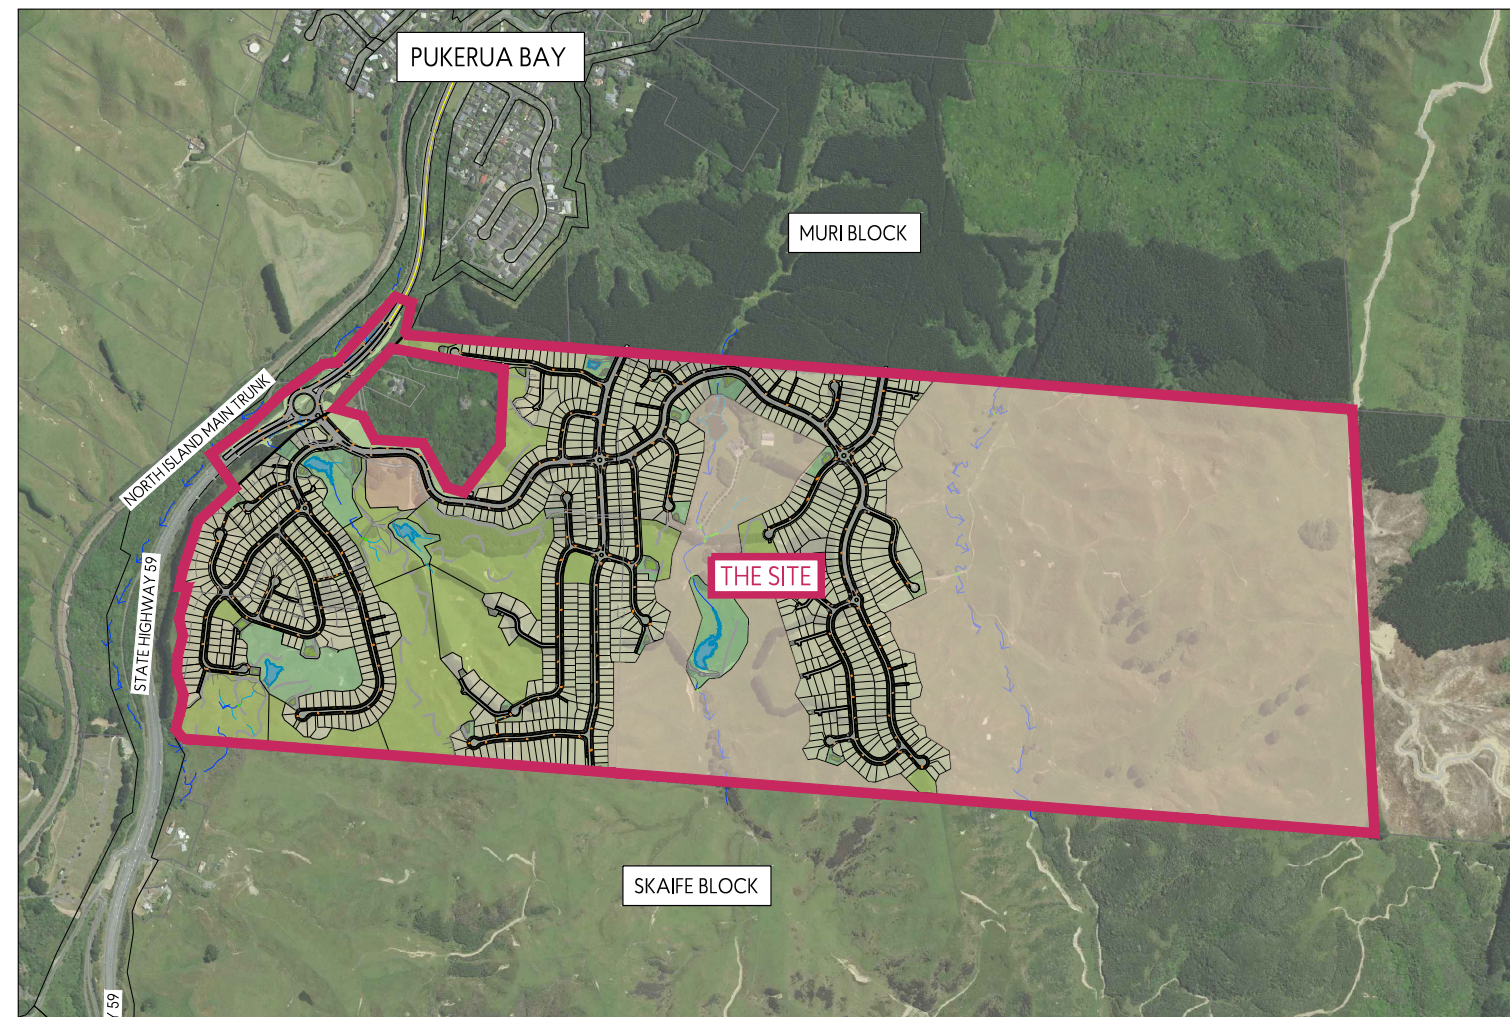 PUKERUA BAY
MURI BLOCK
NORTH ISLAND MAIN TRUNK
THE SITE
STATE HIGHWAY 59
SKAIFE BLOCK
59